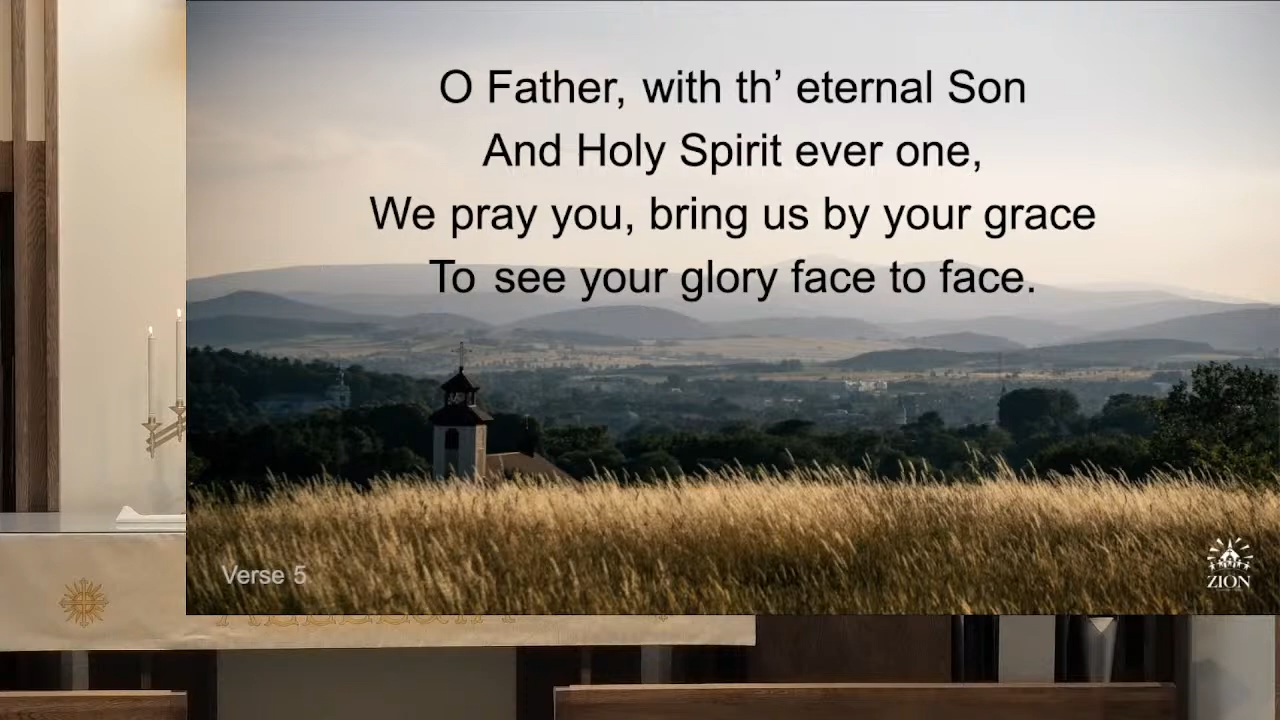 O Father, with th’ eternal Son
And Holy Spirit ever one,
We pray you, bring us by your grace
To see your glory face to face.
Verse 5
ZION